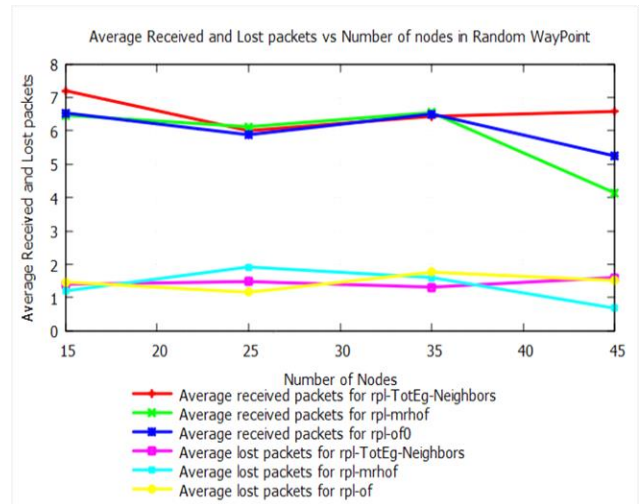 Average Received and Lost packets vs Number of nodes in Random WayPoint
Average Received and Lost packets
8
7
6
5
4
3
2
1
0
15 20 25 30 35 40 45
Number of Nodes
Average received packets for rpl-TotEg-Neighbors
Average received packets for rpl-mrhof
Average received packets for rpl-of0
Average lost packets for rpl-TotEg-Neighbors
Average lost packets for rpl-mrhof
Average lost packets for rpl-of